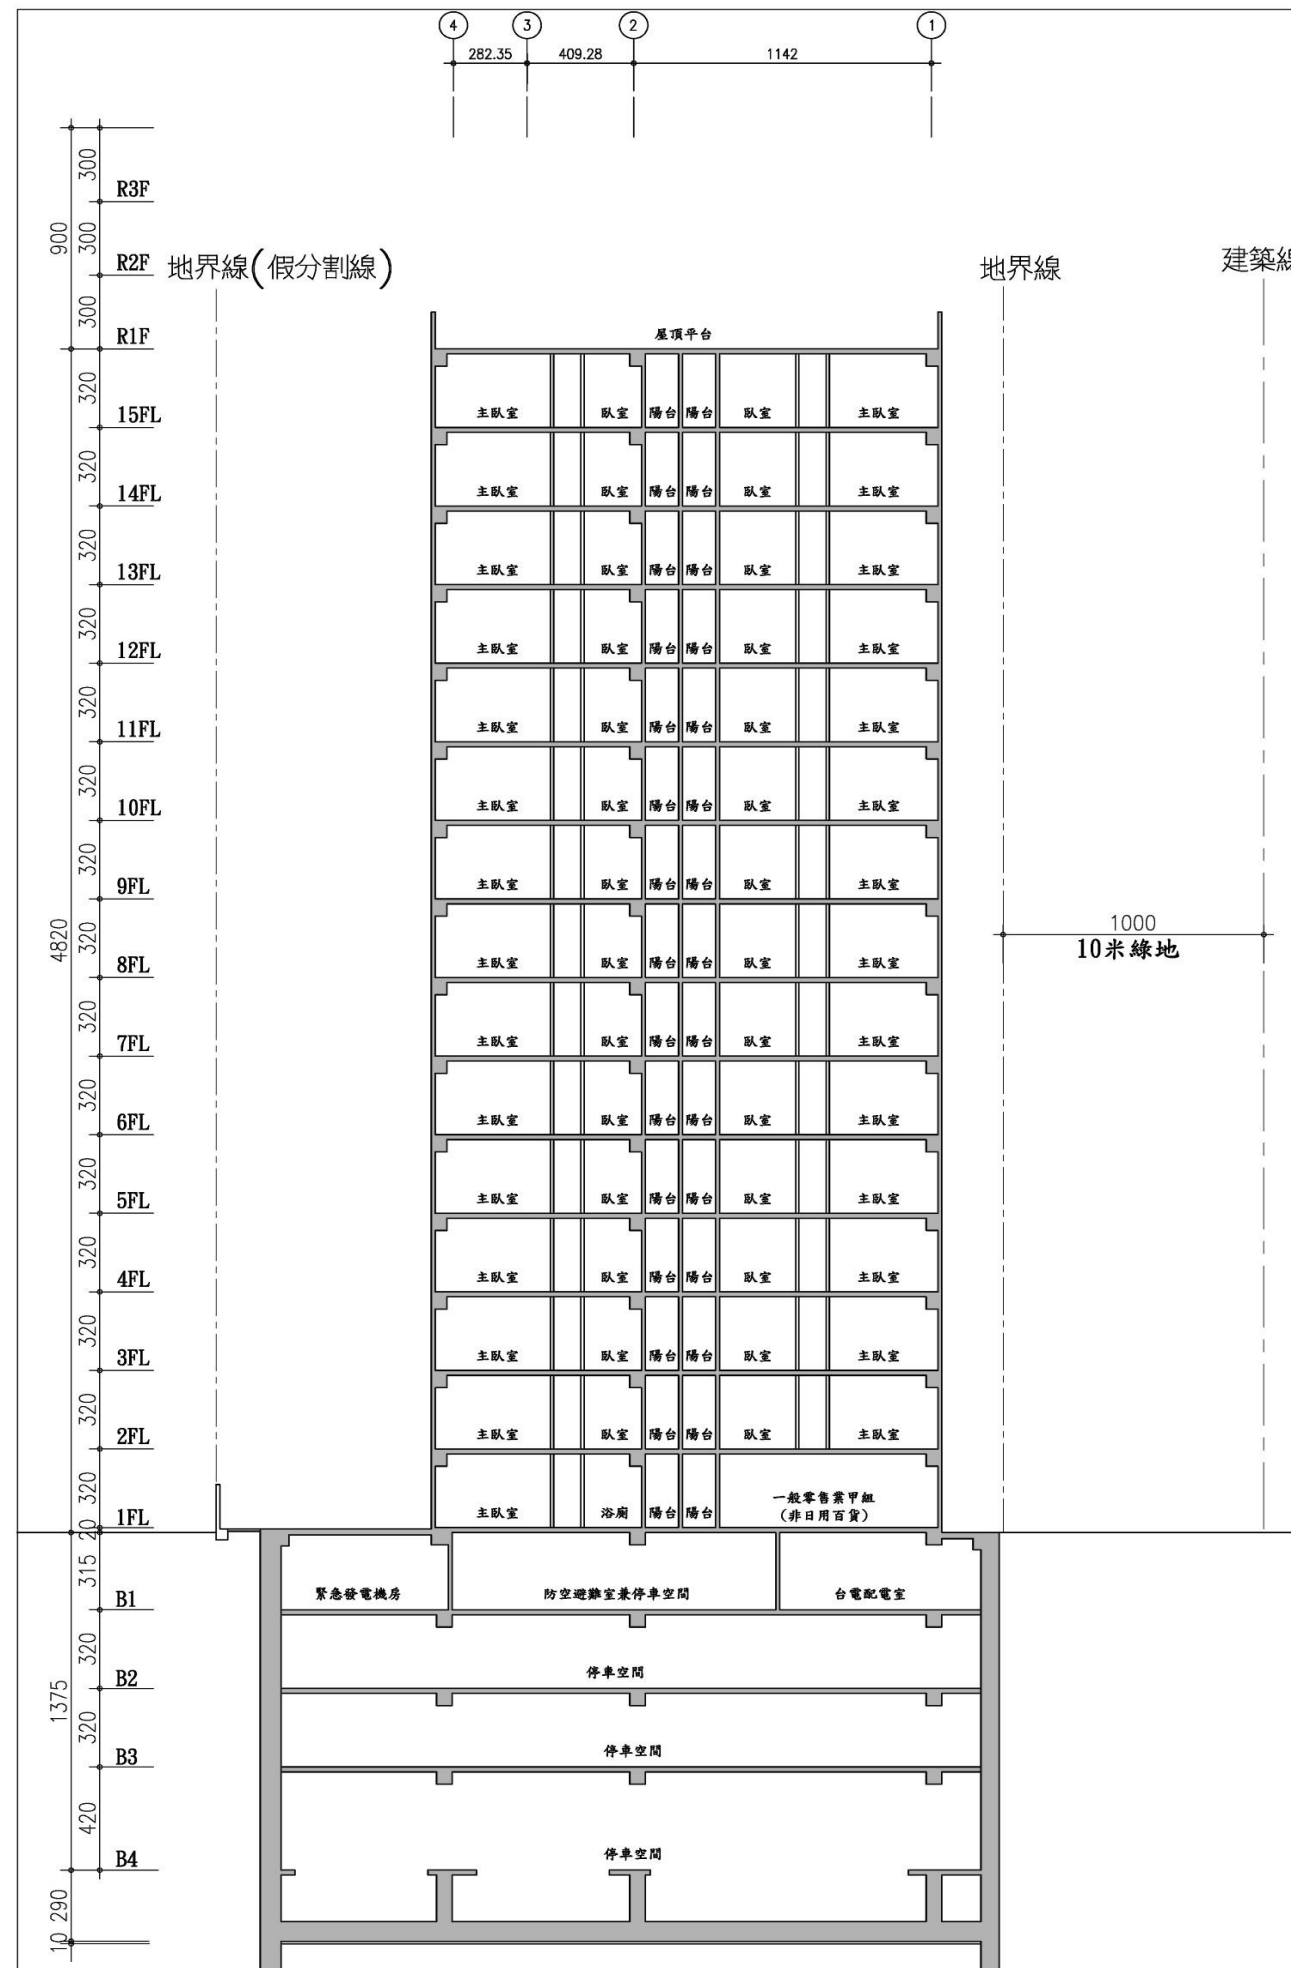 4 3 2 1
282.35 409.28 1142
300
R3F
900 300
R2F
地界線(假分割線) 地界線
300
R1F 屋頂平台
320
15FL 主臥室 臥室 陽台 陽台 臥室 主臥室
320
14FL 主臥室 臥室 陽台 陽台 臥室 主臥室
320
13FL 主臥室 臥室 陽台 陽台 臥室 主臥室
320
12FL 主臥室 臥室 陽台 陽台 臥室 主臥室
320
11FL 主臥室 臥室 陽台 陽台 臥室 主臥室
320
10FL 主臥室 臥室 陽台 陽台 臥室 主臥室
320
9FL 主臥室 臥室 陽台 陽台 臥室 主臥室
4820 320 1000
8FL 主臥室 臥室 陽台 陽台 臥室 主臥室 10米綠地
320
7FL 主臥室 臥室 陽台 陽台 臥室 主臥室
320
6FL 主臥室 臥室 陽台 陽台 臥室 主臥室
320
5FL 主臥室 臥室 陽台 陽台 臥室 主臥室
320
4FL 主臥室 臥室 陽台 陽台 臥室 主臥室
320
3FL 主臥室 臥室 陽台 陽台 臥室 主臥室
320
2FL 主臥室 臥室 陽台 陽台 臥室 主臥室
320
1FL 主臥室 浴廁 陽台 陽台 一般零售業甲組
(非日用百貨)
20
315
B1 緊急發電機房 防空避難室兼停車空間 台電配電室
320
B2 停車空間
1375 320
B3 停車空間
420
B4 停車空間
290
10
建築